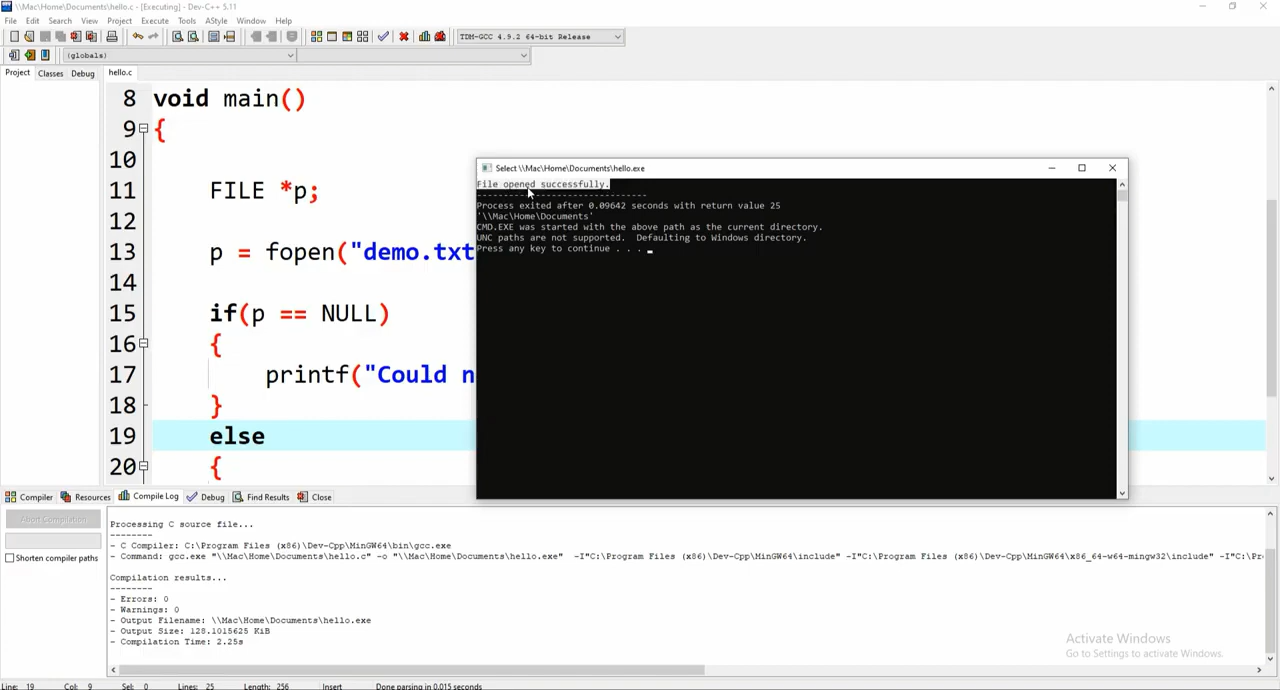 \\Mac\Home\Documents\hello.c - [Executing] - Dev-C++ 5.11
File Edit Search View Project Execute Tools AStyle Window Help
TDM-GCC 4.9.2 64-bit Release
(globals)
Project Classes Debug hello.c
8 void main()
9 {
10
11 FILE *p;
12
13 p = fopen("demo.txt
14
15 if(p == NULL)
16 {
17 printf("Could n
18 }
19 else
20 {
Select \\Mac\Home\Documents\hello.exe
File opened successfully.
--------------------------------
Process exited after 0.09642 seconds with return value 25
'\\Mac\Home\Documents'
CMD.EXE was started with the above path as the current directory.
UNC paths are not supported.  Defaulting to Windows directory.
Press any key to continue . . .
Compiler Resources Compile Log Debug Find Results Close
Abort Compilation
Shorten compiler paths
Processing C source file...
--------
- C Compiler: C:\Program Files (x86)\Dev-Cpp\MinGW64\bin\gcc.exe
- Command: gcc.exe "\\Mac\Home\Documents\hello.c" -o "\\Mac\Home\Documents\hello.exe" -I"C:\Program Files (x86)\Dev-Cpp\MinGW64\include" -I"C:\Program Files (x86)\Dev-Cpp\MinGW64\x86_64-w64-mingw32\include" -I"C:\Pr
Compilation results...
--------
- Errors: 0
- Warnings: 0
- Output Filename: \\Mac\Home\Documents\hello.exe
- Output Size: 128.1015625 KiB
- Compilation Time: 2.25s
Activate Windows
Go to Settings to activate Windows.
Line: 19 Col: 9 Sel: 0 Lines: 25 Length: 256 Insert Done parsing in 0.015 seconds